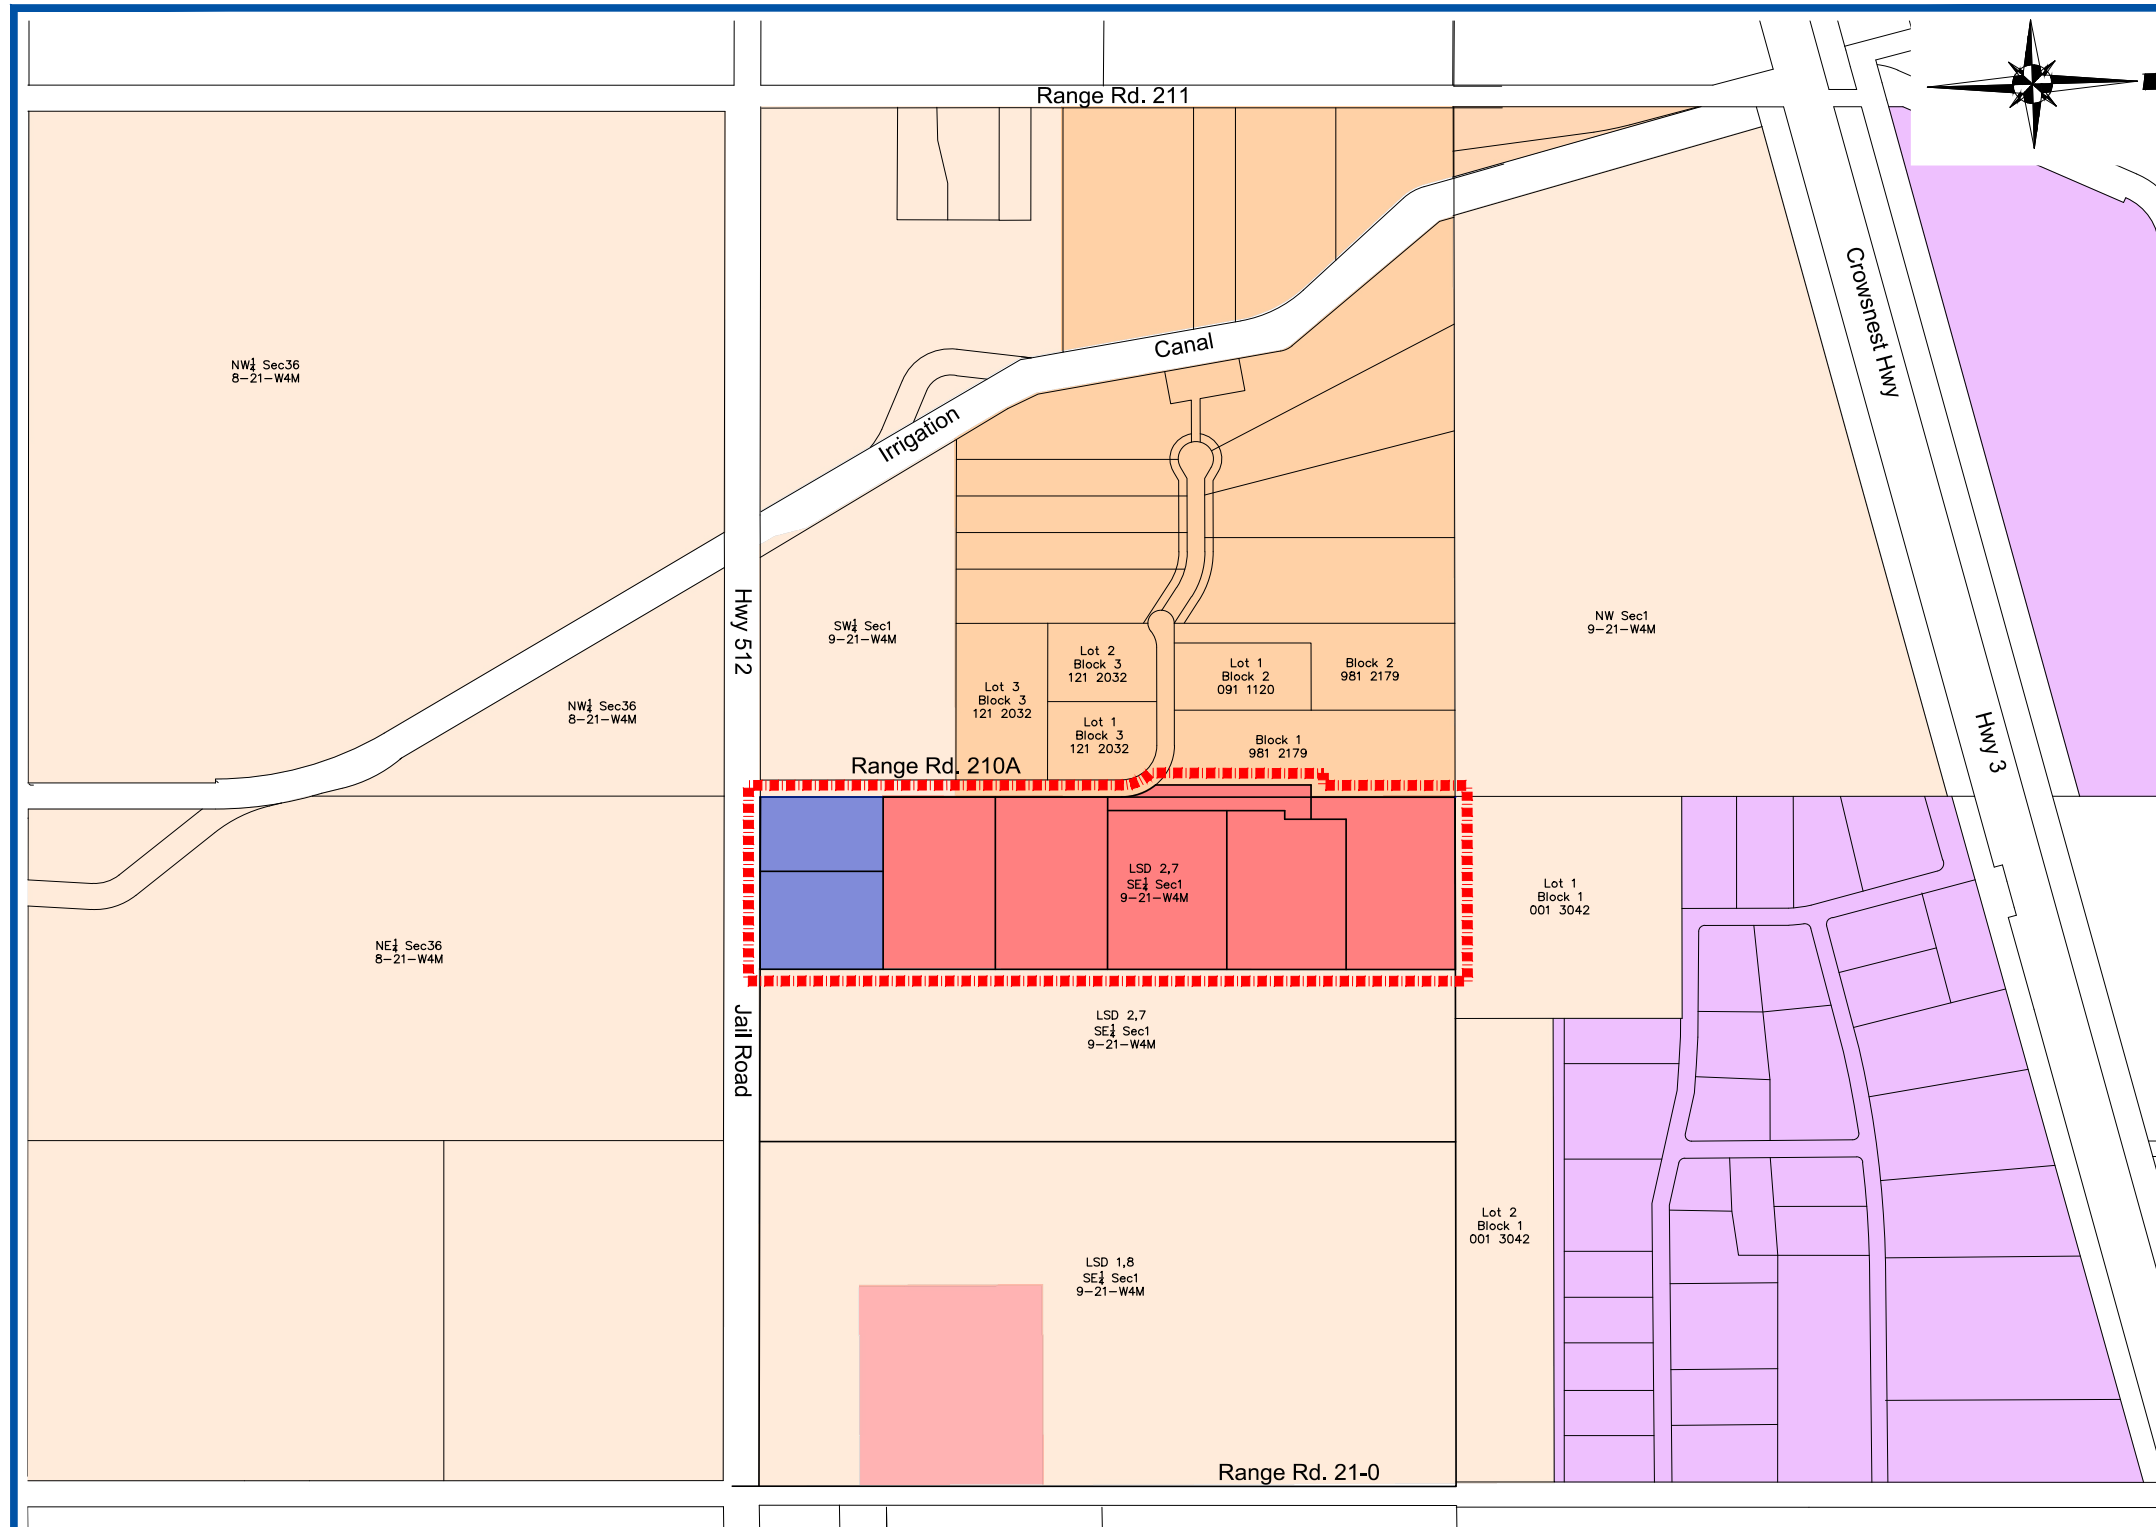 Range Rd. 211
Crowsnest Hwy
Canal
Irrigation
NW¼ Sec36
8-21-W4M
Hwy 512
SW¼ Sec1
9-21-W4M
NW Sec1
9-21-W4M
Lot 2
Block 3
121 2032
Lot 1
Block 2
091 1120
Block 2
981 2179
Lot 3
Block 3
121 2032
NW¼ Sec36
8-21-W4M
Lot 1
Block 3
121 2032
Block 1
981 2179
Hwy 3
Range Rd. 210A
LSD 2,7
SE¼ Sec1
9-21-W4M
Lot 1
Block 1
001 3042
NE¼ Sec36
8-21-W4M
Jail Road
LSD 2,7
SE¼ Sec1
9-21-W4M
Lot 2
Block 1
001 3042
LSD 1,8
SE¼ Sec1
9-21-W4M
Range Rd. 21-0